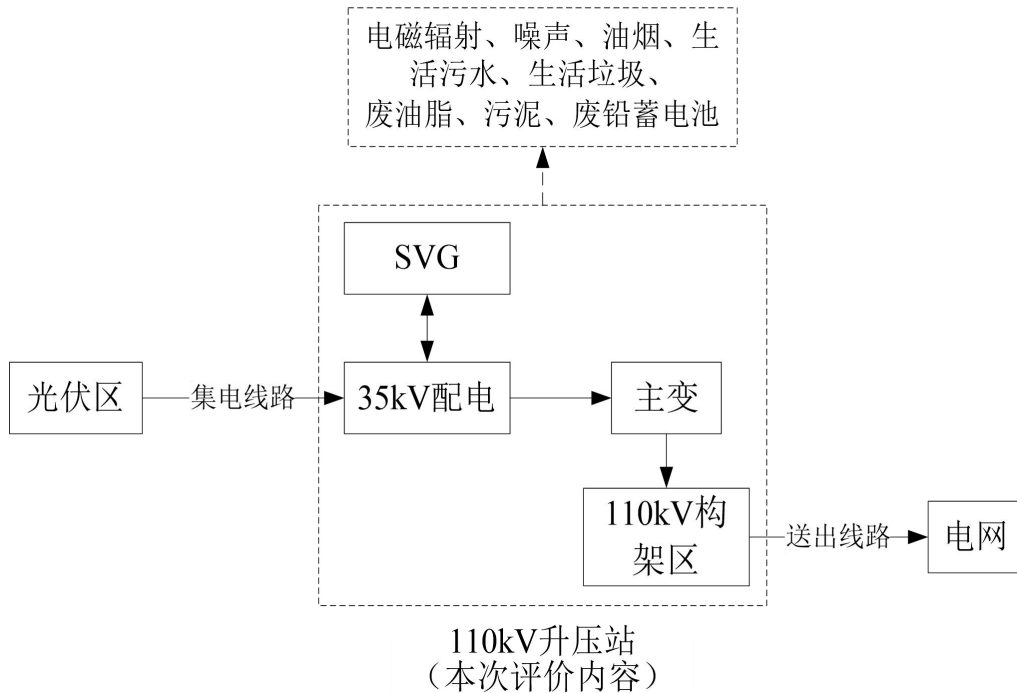 电磁辐射、噪声、油烟、生
活污水、生活垃圾、
废油脂、污泥、废铅蓄电池
SVG
光伏区
集电线路
35kV配电
主变
110kV构
架区
送出线路
电网
110kV升压站
（本次评价内容）